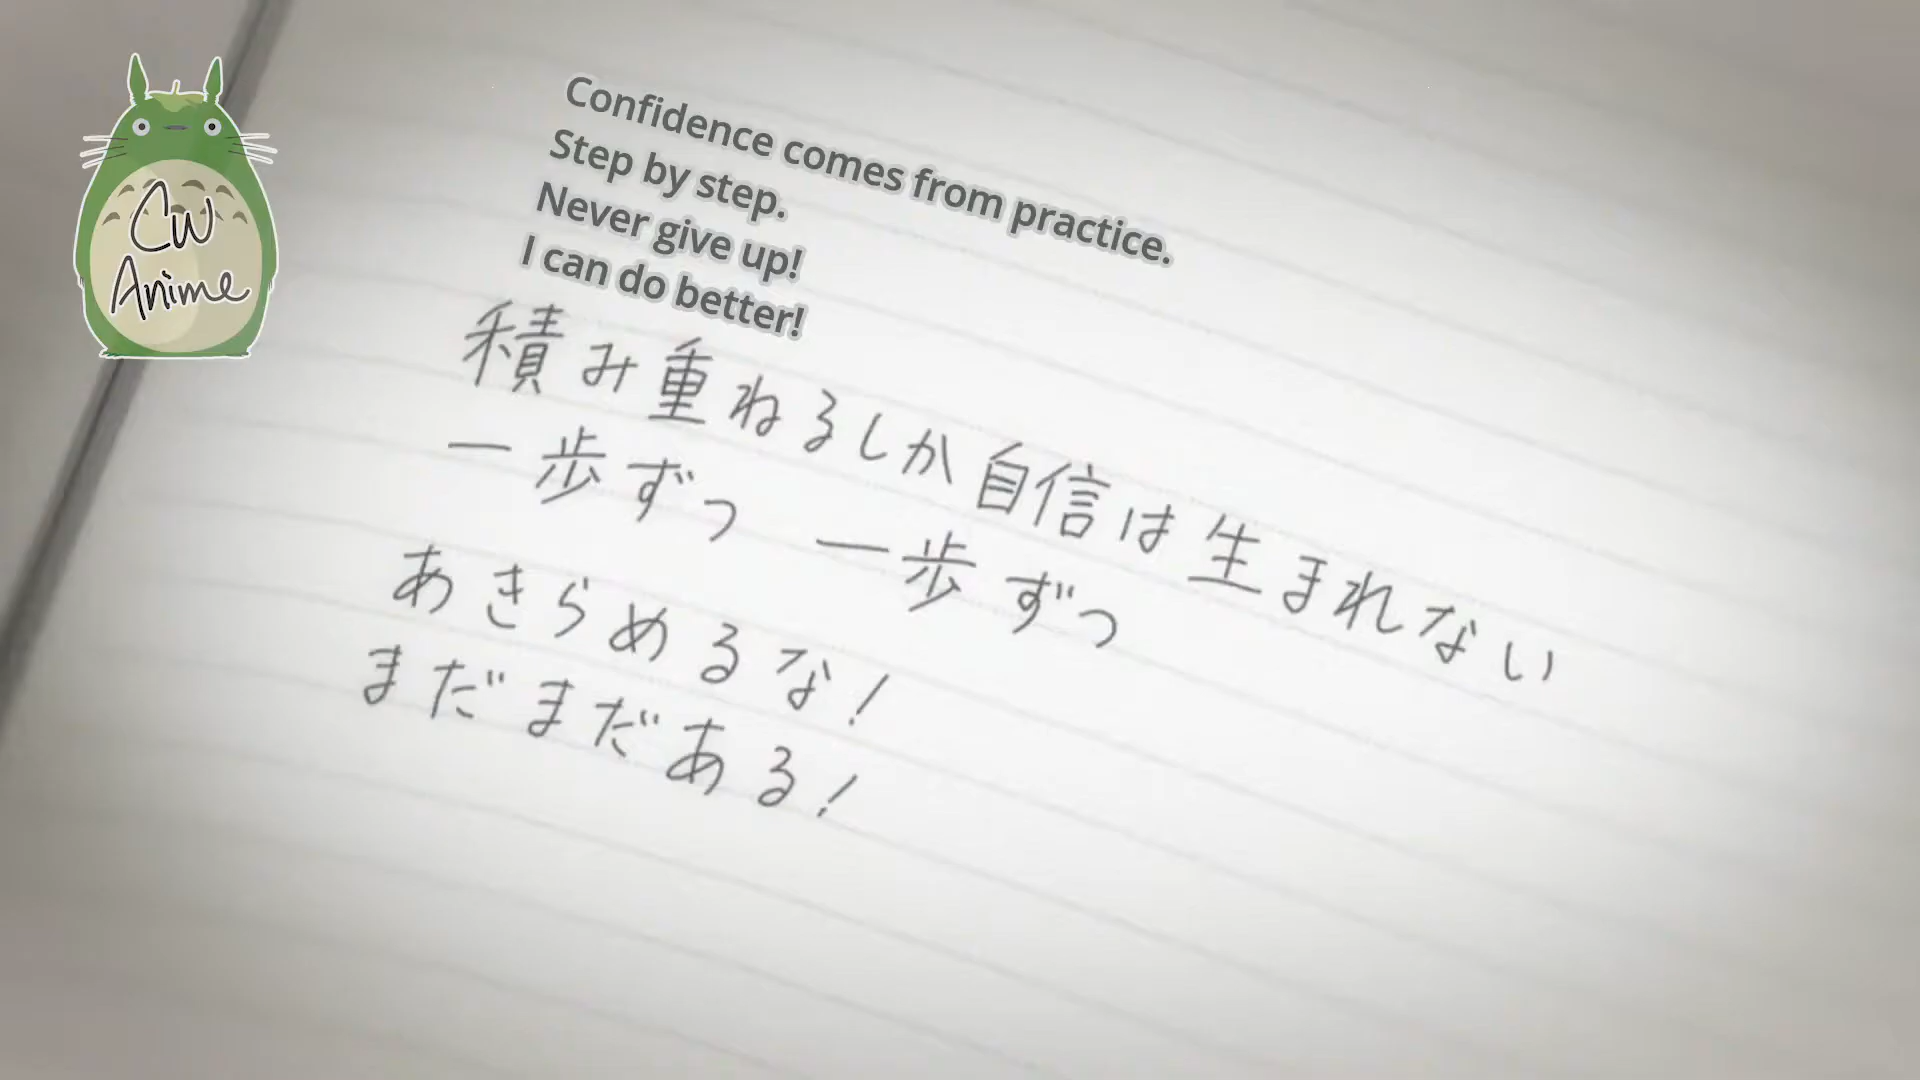 CW
Anime
Confidence comes from practice.
Step by step.
Never give up!
I can do better!
積み重ねるしか自信は生まれない
一歩ずつ 一歩ずつ
あきらめるな!
まだまだある!